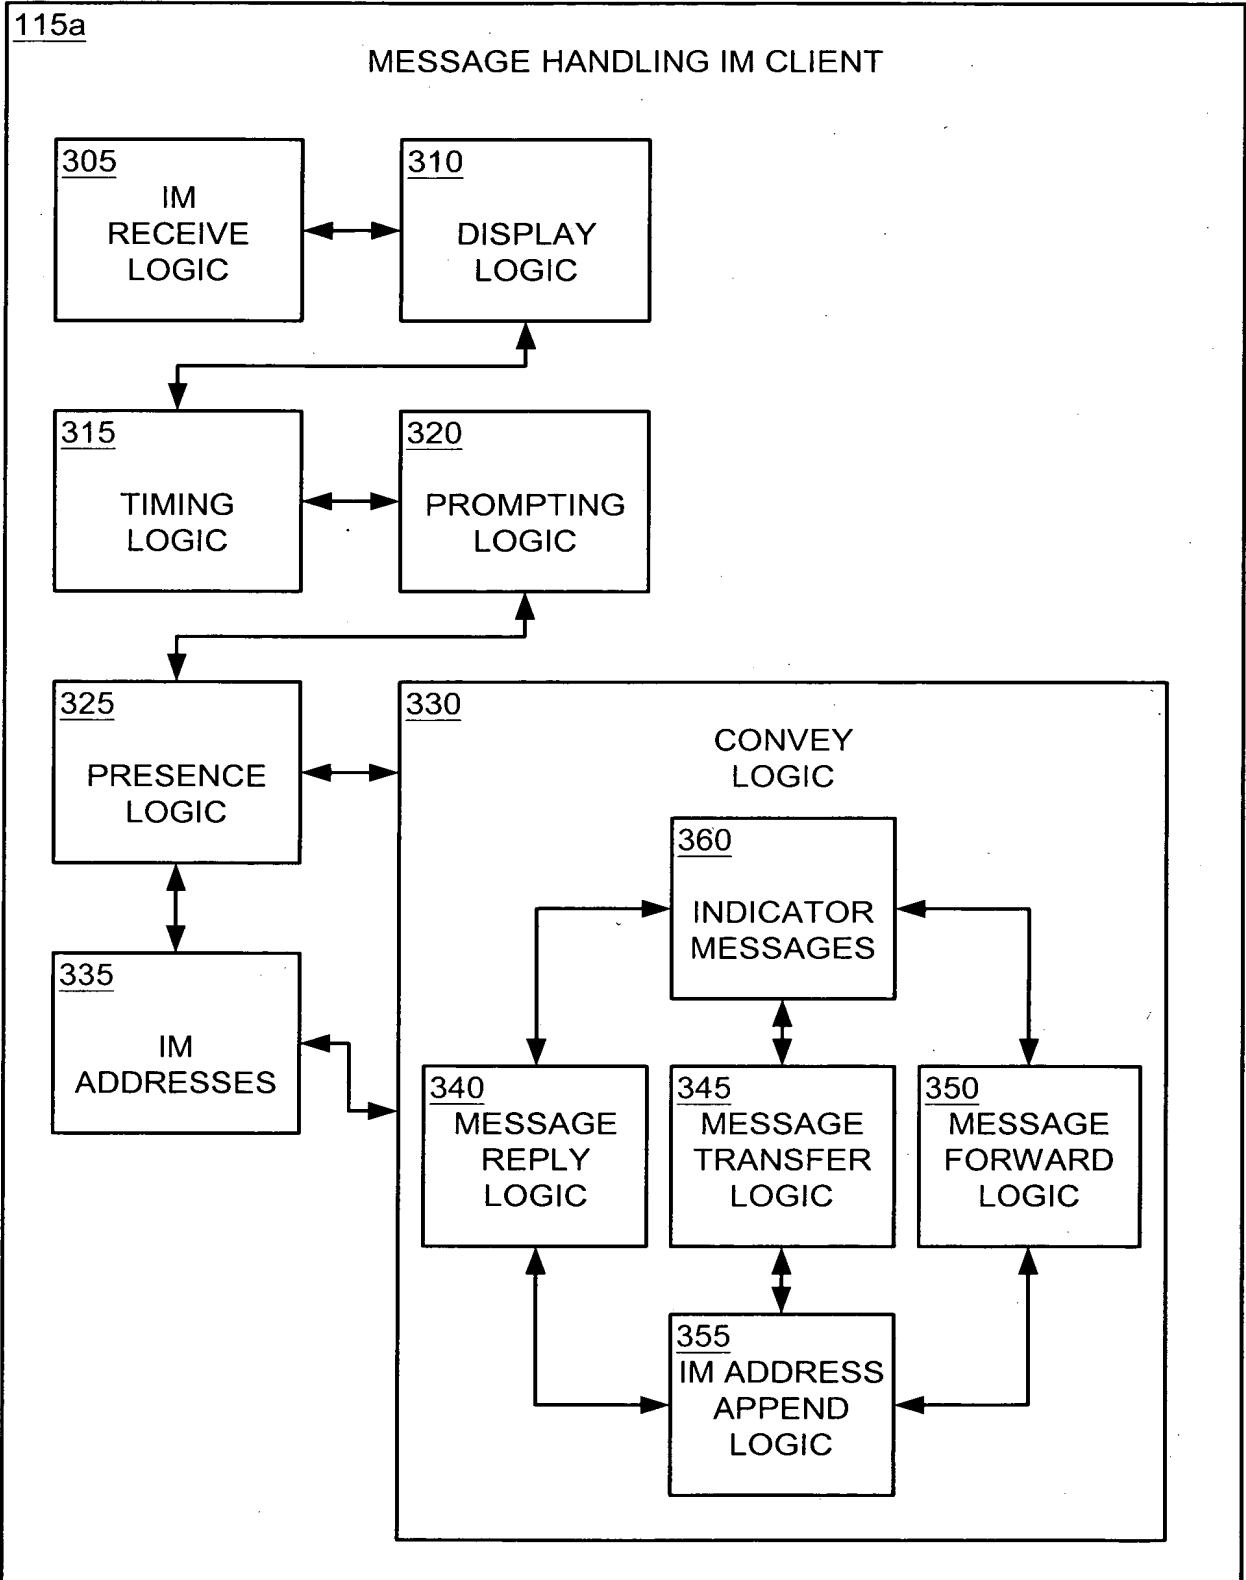 115a
MESSAGE HANDLING IM CLIENT
305
IM
RECEIVE
LOGIC
310
DISPLAY
LOGIC
315
TIMING
LOGIC
320
PROMPTING
LOGIC
325
PRESENCE
LOGIC
330
CONVEY
LOGIC
360
INDICATOR
MESSAGES
335
IM
ADDRESSES
340
MESSAGE
REPLY
LOGIC
345
MESSAGE
TRANSFER
LOGIC
350
MESSAGE
FORWARD
LOGIC
355
IM ADDRESS
APPEND
LOGIC